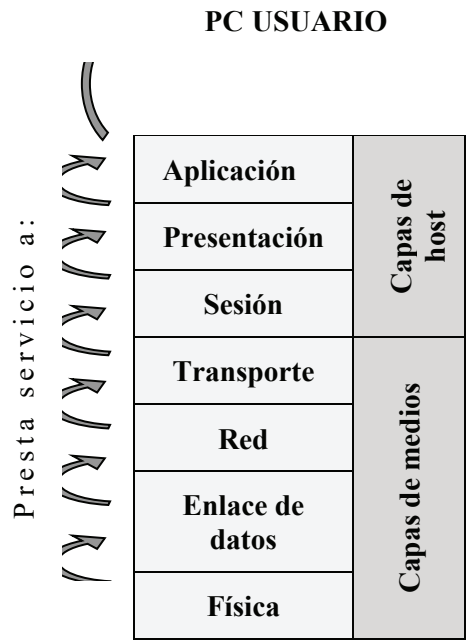 PC USUARIO
Presta servicio a:
Aplicación
Presentación
Sesión
Transporte
Red
Enlace de
datos
Física
Capas de
host
Capas de medios